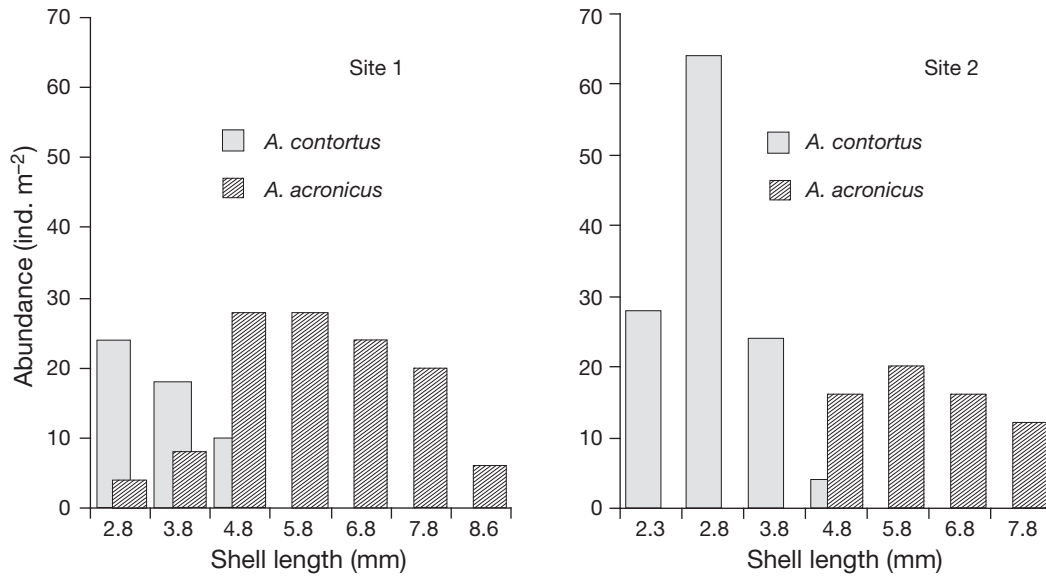 Abundance (ind. m⁻²)
70
60
50
40
30
20
10
0
Site 1
A. contortus
A. acronicus
2.8 3.8 4.8 5.8 6.8 7.8 8.6
Shell length (mm)
70
60
50
40
30
20
10
0
Site 2
A. contortus
A. acronicus
2.3 2.8 3.8 4.8 5.8 6.8 7.8
Shell length (mm)